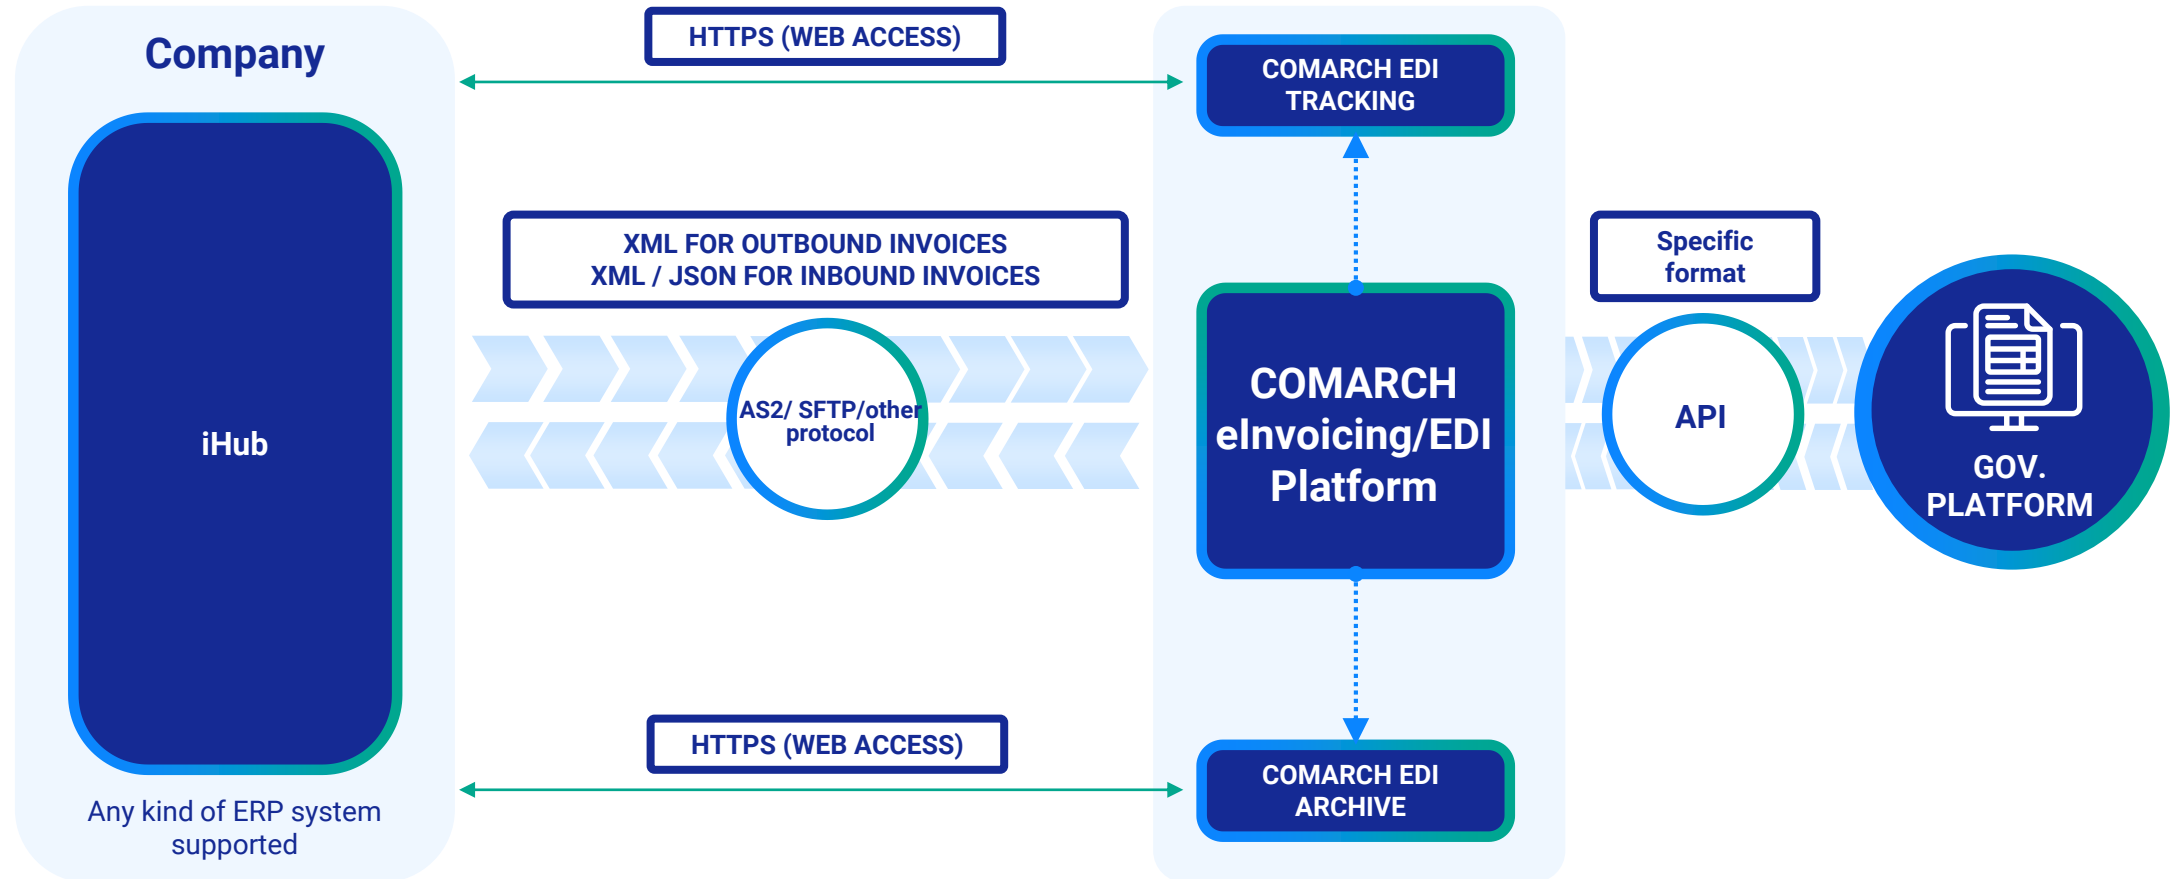 Company
iHub
Any kind of ERP system
supported
HTTPS (WEB ACCESS)
XML FOR OUTBOUND INVOICES
XML / JSON FOR INBOUND INVOICES
AS2/ SFTP/other
protocol
HTTPS (WEB ACCESS)
COMARCH EDI
TRACKING
COMARCH
eInvoicing/EDI
Platform
COMARCH EDI
ARCHIVE
Specific
format
API
GOV.
PLATFORM